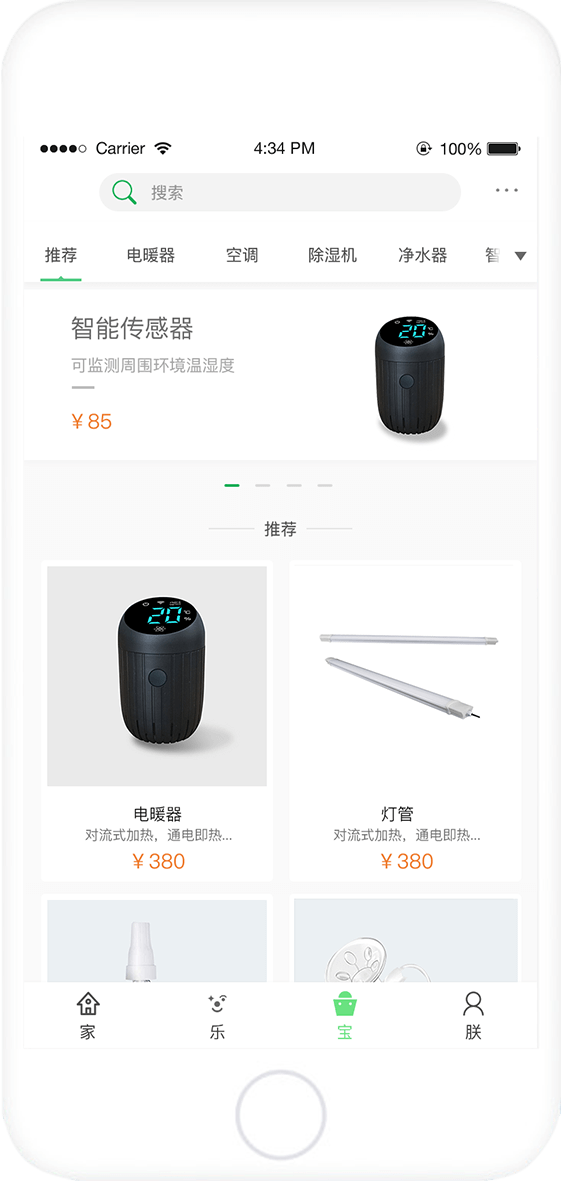 Carrier 4:34 PM 100%
搜索
推荐 电暖器 空调 除湿机 净水器 智
智能传感器
可监测周围环境温湿度
¥ 85
20 °C %
推荐
20 °C %
电暖器 灯管
对流式加热，通电即热... 对流式加热，通电即热...
¥ 380 ¥ 380
家 乐 宝 朕